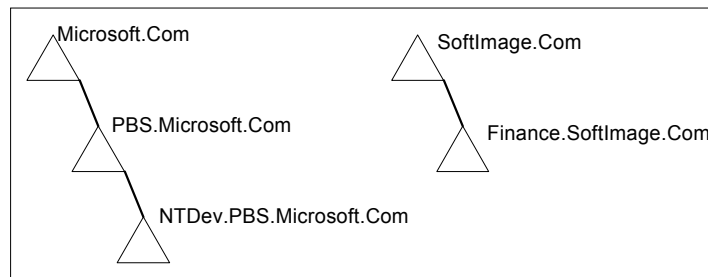 Microsoft.Com
SoftImage.Com
PBS.Microsoft.Com
Finance.SoftImage.Com
NTDev.PBS.Microsoft.Com